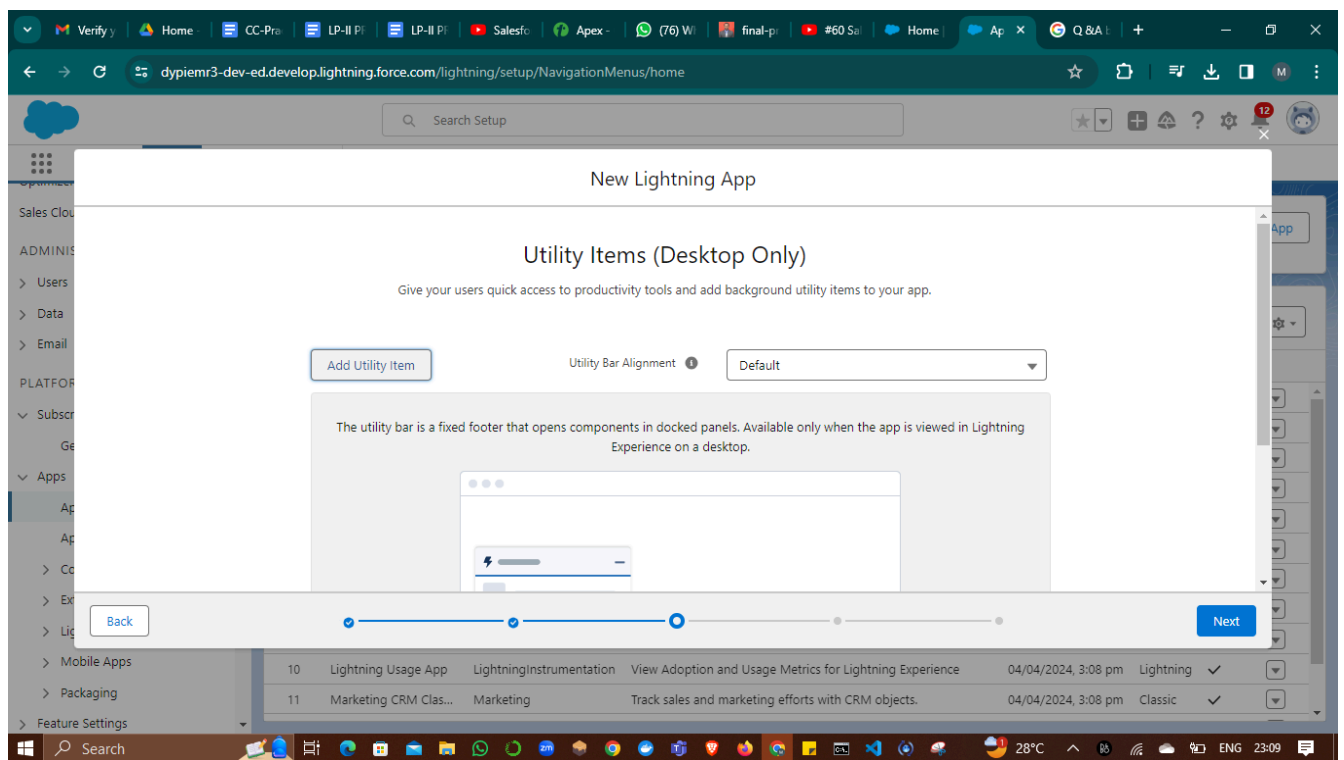 Verify y
Home -
CC-Pra
LP-II PF
LP-II PF
Salesfo
Apex -
(76) W
final-pr
#60 Sal
Home |
Ap
Q &A
dypiemr3-dev-ed.develop.lightning.force.com/lightning/setup/NavigationMenus/home
M
Search Setup
12
New Lightning App
Sales Clou
App
ADMINIS
Users
Data
Email
PLATFOR
Subscr
Ge
Apps
Ap
Ap
Co
Ex
Lig
Mobile Apps
Packaging
Feature Settings
Utility Items (Desktop Only)
Give your users quick access to productivity tools and add background utility items to your app.
Add Utility Item
Utility Bar Alignment
Default
The utility bar is a fixed footer that opens components in docked panels. Available only when the app is viewed in Lightning
Experience on a desktop.
Back
Next
10 Lightning Usage App LightningInstrumentation View Adoption and Usage Metrics for Lightning Experience 04/04/2024, 3:08 pm Lightning
11 Marketing CRM Clas... Marketing Track sales and marketing efforts with CRM objects. 04/04/2024, 3:08 pm Classic
Search
28°C
ENG 23:09